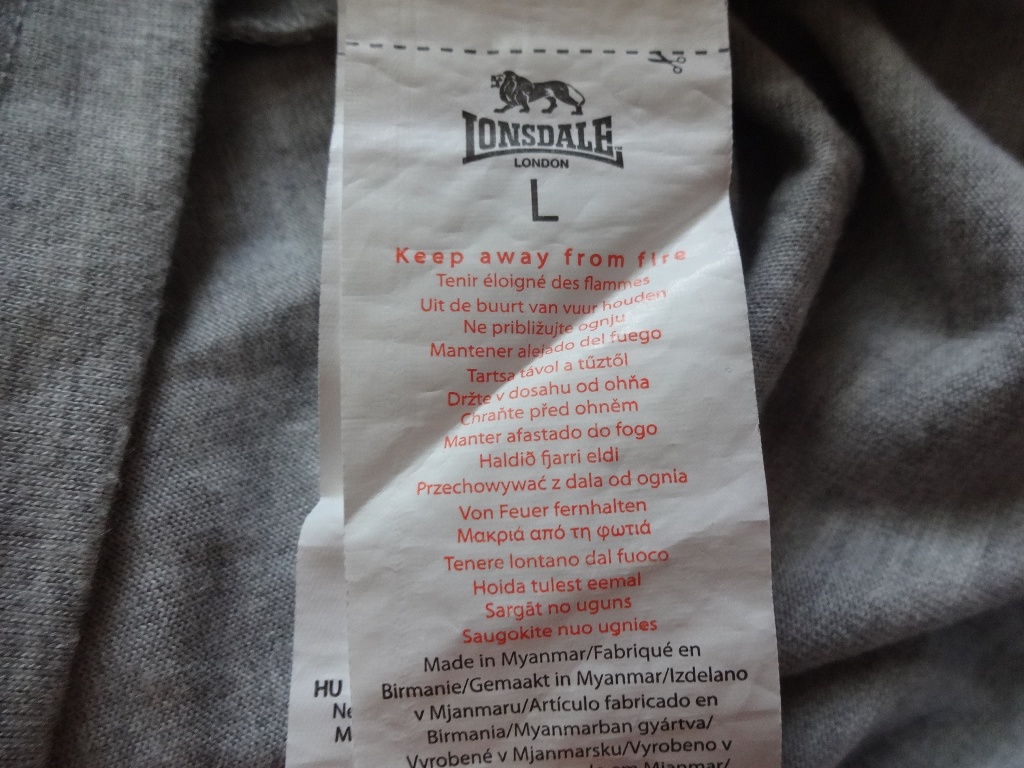 LONSDALE
LONDON
L
Keep away from fire
Tenir éloigné des flammes
Uit de buurt van vuur houden
Ne približujte ognju
Mantener alejado del fuego
Tartsa távol a tűztől
Držte v dosahu od ohňa
Chraňte před ohněm
Manter afastado do fogo
Haldið fjarri eldi
Przechowywać z dala od ognia
Von Feuer fernhalten
Μακριά από τη φωτιά
Tenere lontano dal fuoco
Hoida tulest eemal
Sargāt no uguns
Saugokite nuo ugnies
Made in Myanmar/Fabriqué en
Birmanie/Gemaakt in Myanmar/Izdelano
v Mjanmaru/Artículo fabricado en
Birmania/Myanmarban gyártva/
Vyrobené v Mjanmarsku/Vyrobeno v
Mianmar/
HU